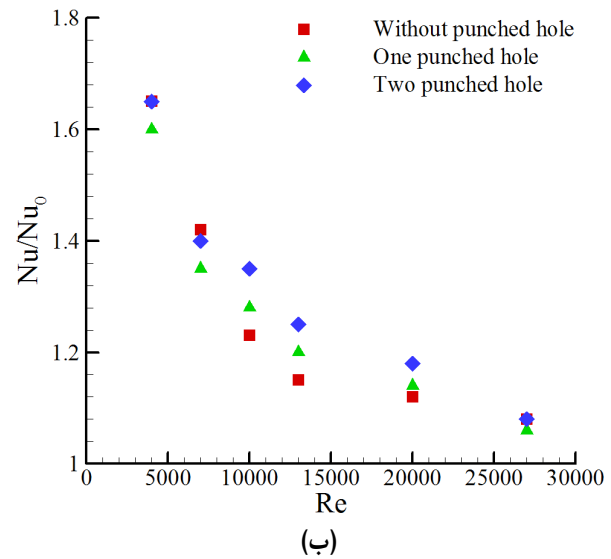 1.8
Without punched hole
One punched hole
Two punched hole
1.6
Nu/Nu0
1.4
1.2
1
0 5000 10000 15000 20000 25000 30000
Re
(ب)